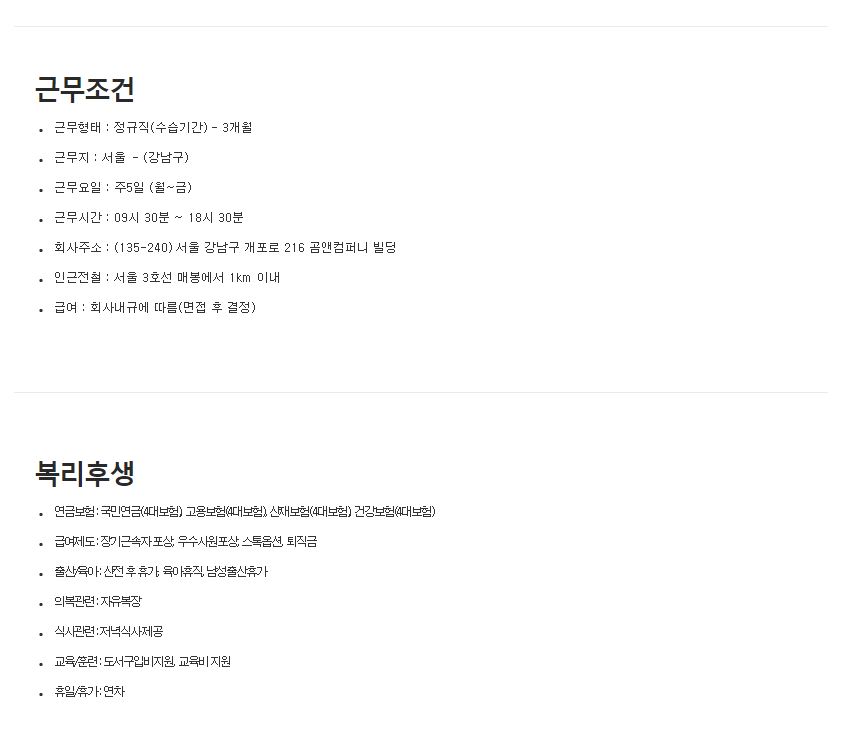 근무조건
• 근무형태 : 정규직(수습기간) - 3개월
• 근무지 : 서울 - (강남구)
• 근무요일 : 주5일 (월~금)
• 근무시간 : 09시 30분 ~ 18시 30분
• 회사주소 : (135-240) 서울 강남구 개포로 216 곰앤컴퍼니 빌딩
• 인근전철 : 서울 3호선 매봉에서 1km 이내
• 급여 : 회사내규에 따름(면접 후 결정)
복리후생
• 연금보험 : 국민연금(4대보험), 고용보험(4대보험), 산재보험(4대보험), 건강보험(4대보험)
• 급여제도 : 장기근속자 포상, 우수사원포상, 스톡옵션, 퇴직금
• 출산/육아 : 산전 후 휴가, 육아휴직, 남성출산휴가
• 의복관련 : 자유복장
• 식사관련 : 저녁식사제공
• 교육/훈련 : 도서구입비지원, 교육비 지원
• 휴일/휴가 : 연차